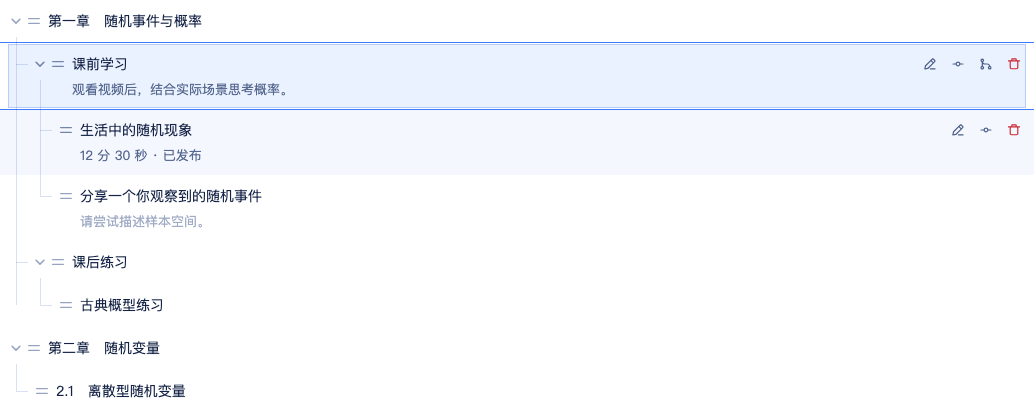 第一章　随机事件与概率
课前学习
观看视频后，结合实际场景思考概率。
生活中的随机现象
12 分 30 秒 · 已发布
分享一个你观察到的随机事件
请尝试描述样本空间。
课后练习
古典概型练习
第二章　随机变量
2.1　离散型随机变量